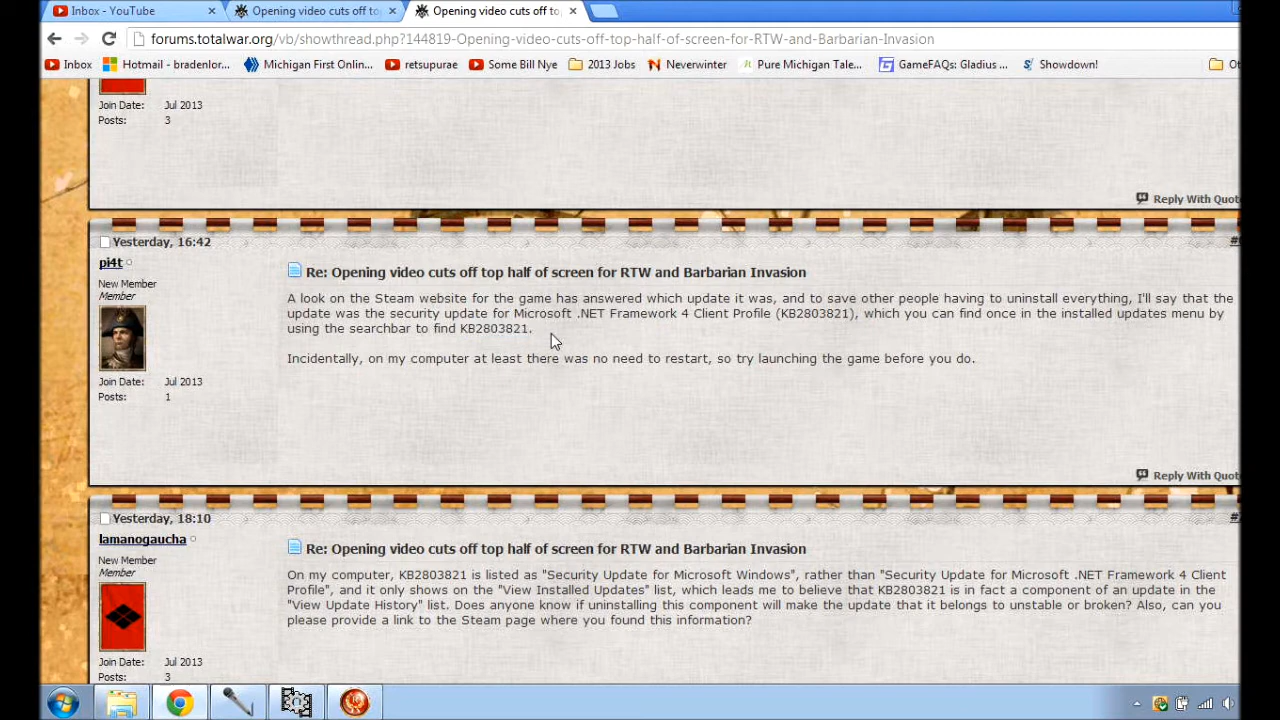 Inbox - YouTube
Opening video cuts off to
Opening video cuts off to
forums.totalwar.org/vb/showthread.php?144819-Opening-video-cuts-off-top-half-of-screen-for-RTW-and-Barbarian-Invasion
Inbox Hotmail - bradenlor... Michigan First Onlin... retsupurae Some Bill Nye 2013 Jobs Neverwinter Pure Michigan Tale... GameFAQs: Gladius ... Showdown!
Join Date: Jul 2013
Posts: 3
Reply With Quot
Yesterday, 16:42
pi4t
New Member
Member
Join Date: Jul 2013
Posts: 1
Re: Opening video cuts off top half of screen for RTW and Barbarian Invasion
A look on the Steam website for the game has answered which update it was, and to save other people having to uninstall everything, I'll say that the
update was the security update for Microsoft .NET Framework 4 Client Profile (KB2803821), which you can find once in the installed updates menu by
using the searchbar to find KB2803821.
Incidentally, on my computer at least there was no need to restart, so try launching the game before you do.
Reply With Quot
Yesterday, 18:10
lamanogaucha
New Member
Member
Join Date: Jul 2013
Posts: 3
Re: Opening video cuts off top half of screen for RTW and Barbarian Invasion
On my computer, KB2803821 is listed as "Security Update for Microsoft Windows", rather than "Security Update for Microsoft .NET Framework 4 Client
Profile", and it only shows on the "View Installed Updates" list, which leads me to believe that KB2803821 is in fact a component of an update in the
"View Update History" list. Does anyone know if uninstalling this component will make the update that it belongs to unstable or broken? Also, can you
please provide a link to the Steam page where you found this information?